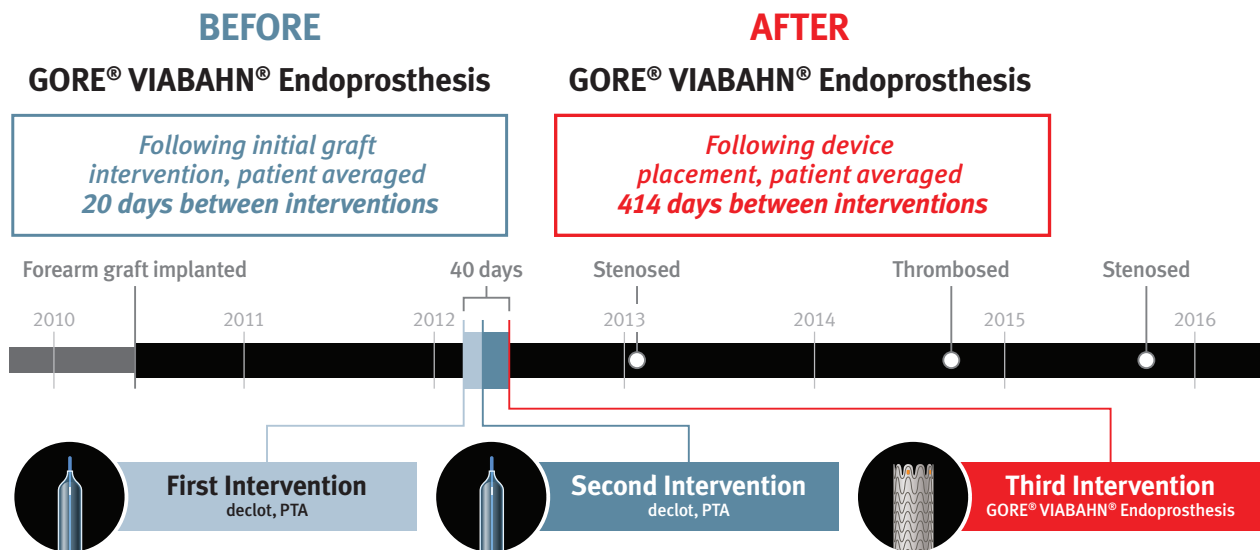 BEFORE
GORE® VIABAHN® Endoprosthesis
Following initial graft
intervention, patient averaged
20 days between interventions
AFTER
GORE® VIABAHN® Endoprosthesis
Following device
placement, patient averaged
414 days between interventions
Forearm graft implanted
40 days
Stenosed
Thrombosed
Stenosed
2010
2011
2012
2013
2014
2015
2016
First Intervention
declot, PTA
Second Intervention
declot, PTA
Third Intervention
GORE® VIABAHN® Endoprosthesis